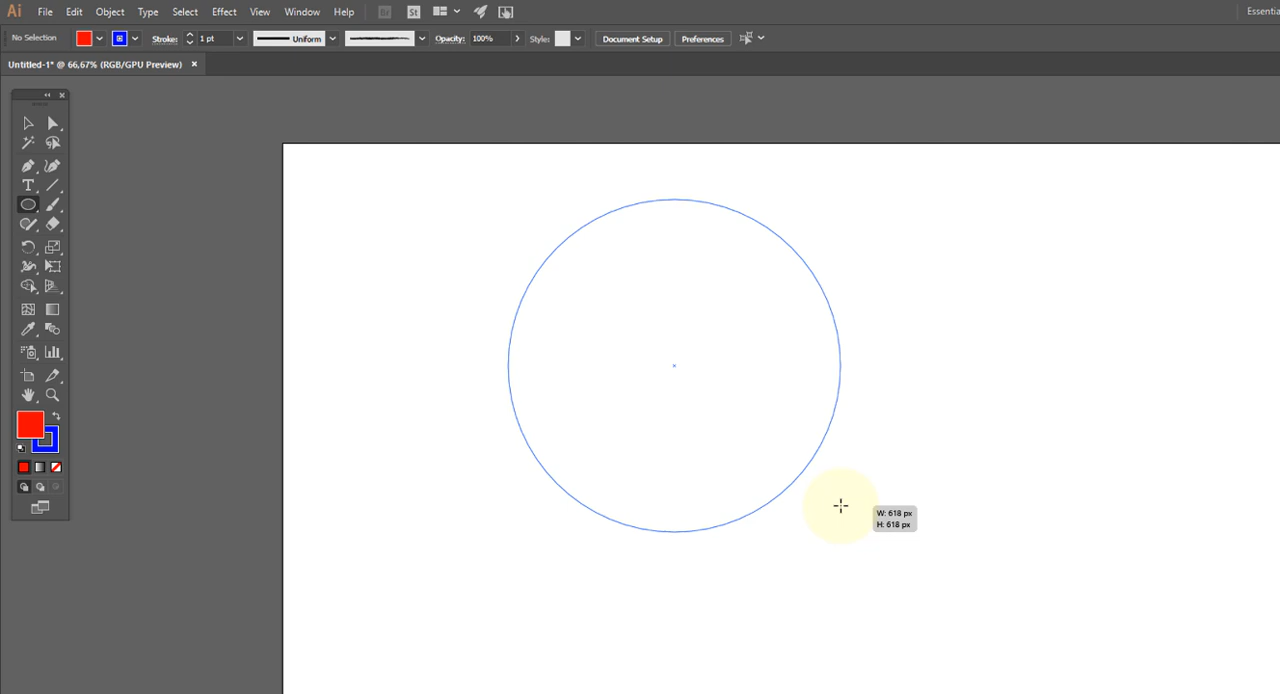 Ai File Edit Object Type Select Effect View Window Help Br St Essentia
No Selection Stroke: 1 pt Uniform Opacity: 100% Style: Document Setup Preferences
Untitled-1* @ 66,67% (RGB/GPU Preview) ×
T
W: 618 px
H: 618 px